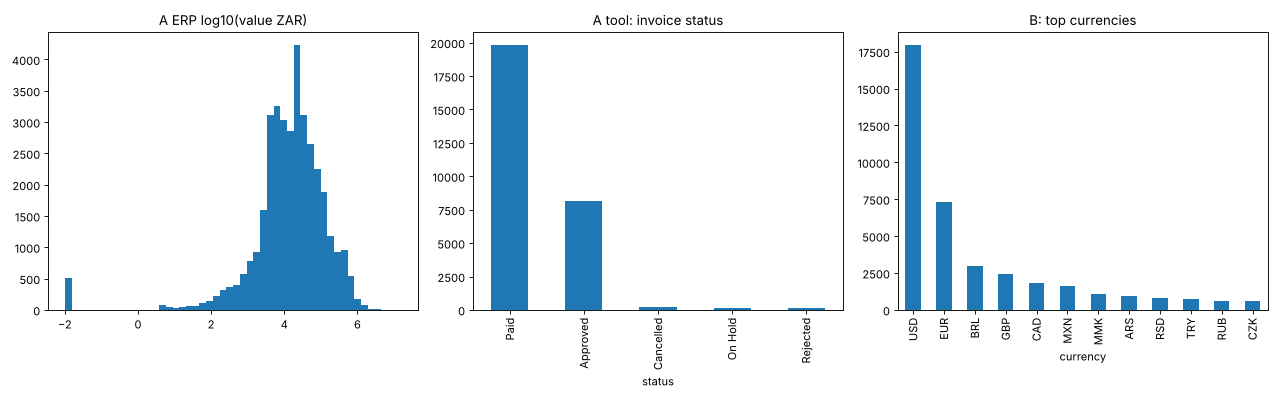 A ERP log10(value ZAR)
4000
3500
3000
2500
2000
1500
1000
500
0
−2
0
2
4
6
A tool: invoice status
20000
17500
15000
12500
10000
7500
5000
2500
0
Paid
Approved
Cancelled
On Hold
Rejected
status
B: top currencies
17500
15000
12500
10000
7500
5000
2500
0
USD
EUR
BRL
GBP
CAD
MXN
MMK
ARS
RSD
TRY
RUB
CZK
currency